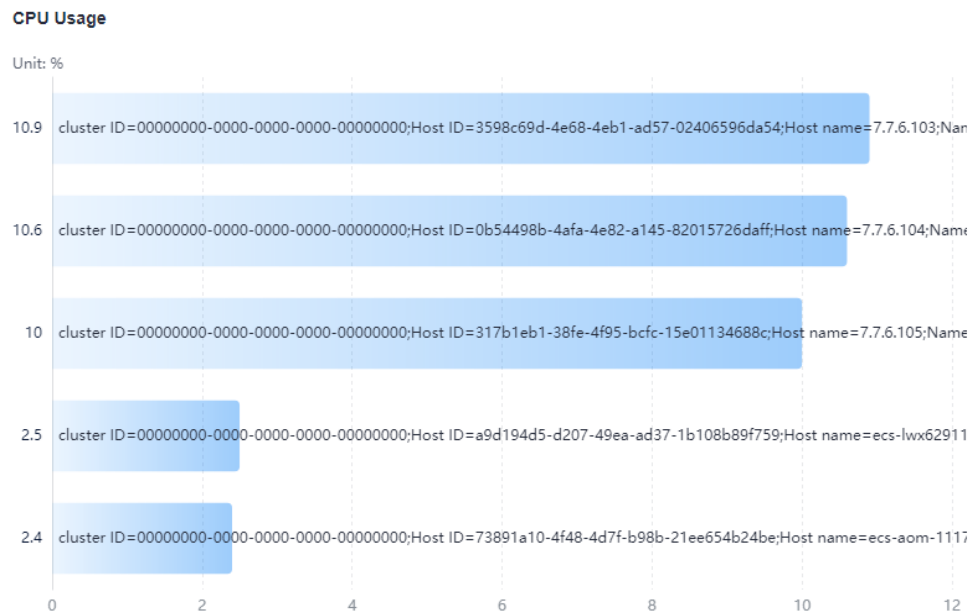 CPU Usage
Unit: %
10.9 cluster ID=00000000-0000-0000-0000-00000000;Host ID=3598c69d-4e68-4eb1-ad57-02406596da54;Host name=7.7.6.103;Nam
10.6 cluster ID=00000000-0000-0000-0000-00000000;Host ID=0b54498b-4afa-4e82-a145-82015726daff;Host name=7.7.6.104;Name
10 cluster ID=00000000-0000-0000-0000-00000000;Host ID=317b1eb1-38fe-4f95-bcfc-15e01134688c;Host name=7.7.6.105;Name
2.5 cluster ID=00000000-0000-0000-0000-00000000;Host ID=a9d194d5-d207-49ea-ad37-1b108b89f759;Host name=ecs-lwx62911
2.4 cluster ID=00000000-0000-0000-0000-00000000;Host ID=73891a10-4f48-4d7f-b98b-21ee654b24be;Host name=ecs-aom-1117
0 2 4 6 8 10 12